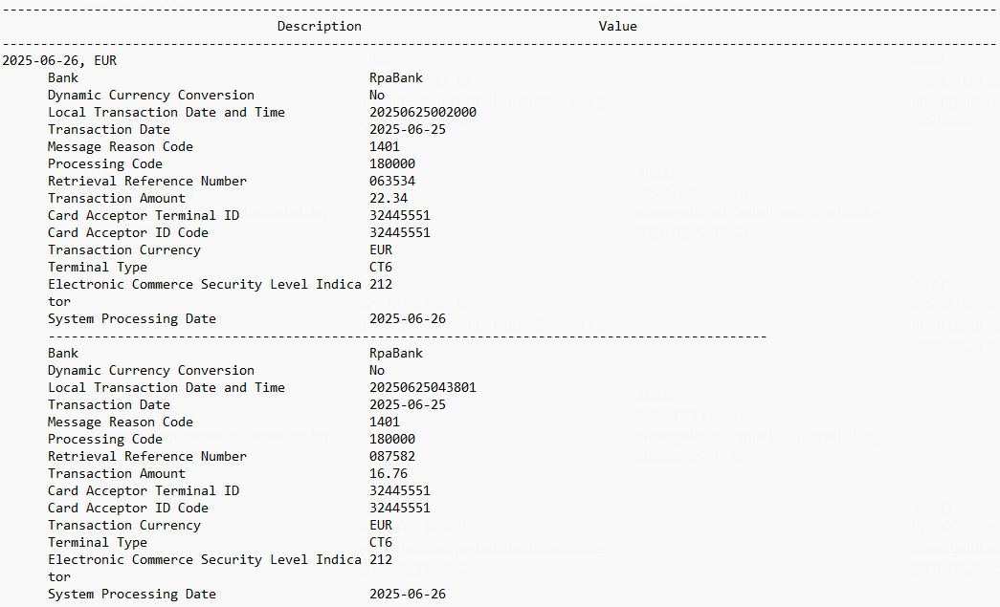 --------------------------------------------------------------------------------------------------------------------------------
Description Value
--------------------------------------------------------------------------------------------------------------------------------
2025-06-26, EUR
Bank RpaBank
Dynamic Currency Conversion No
Local Transaction Date and Time 20250625002000
Transaction Date 2025-06-25
Message Reason Code 1401
Processing Code 180000
Retrieval Reference Number 063534
Transaction Amount 22.34
Card Acceptor Terminal ID 32445551
Card Acceptor ID Code 32445551
Transaction Currency EUR
Terminal Type CT6
Electronic Commerce Security Level Indica 212
tor
System Processing Date 2025-06-26
----------------------------------------------------------------------------------------------
Bank RpaBank
Dynamic Currency Conversion No
Local Transaction Date and Time 20250625043801
Transaction Date 2025-06-25
Message Reason Code 1401
Processing Code 180000
Retrieval Reference Number 087582
Transaction Amount 16.76
Card Acceptor Terminal ID 32445551
Card Acceptor ID Code 32445551
Transaction Currency EUR
Terminal Type CT6
Electronic Commerce Security Level Indica 212
tor
System Processing Date 2025-06-26